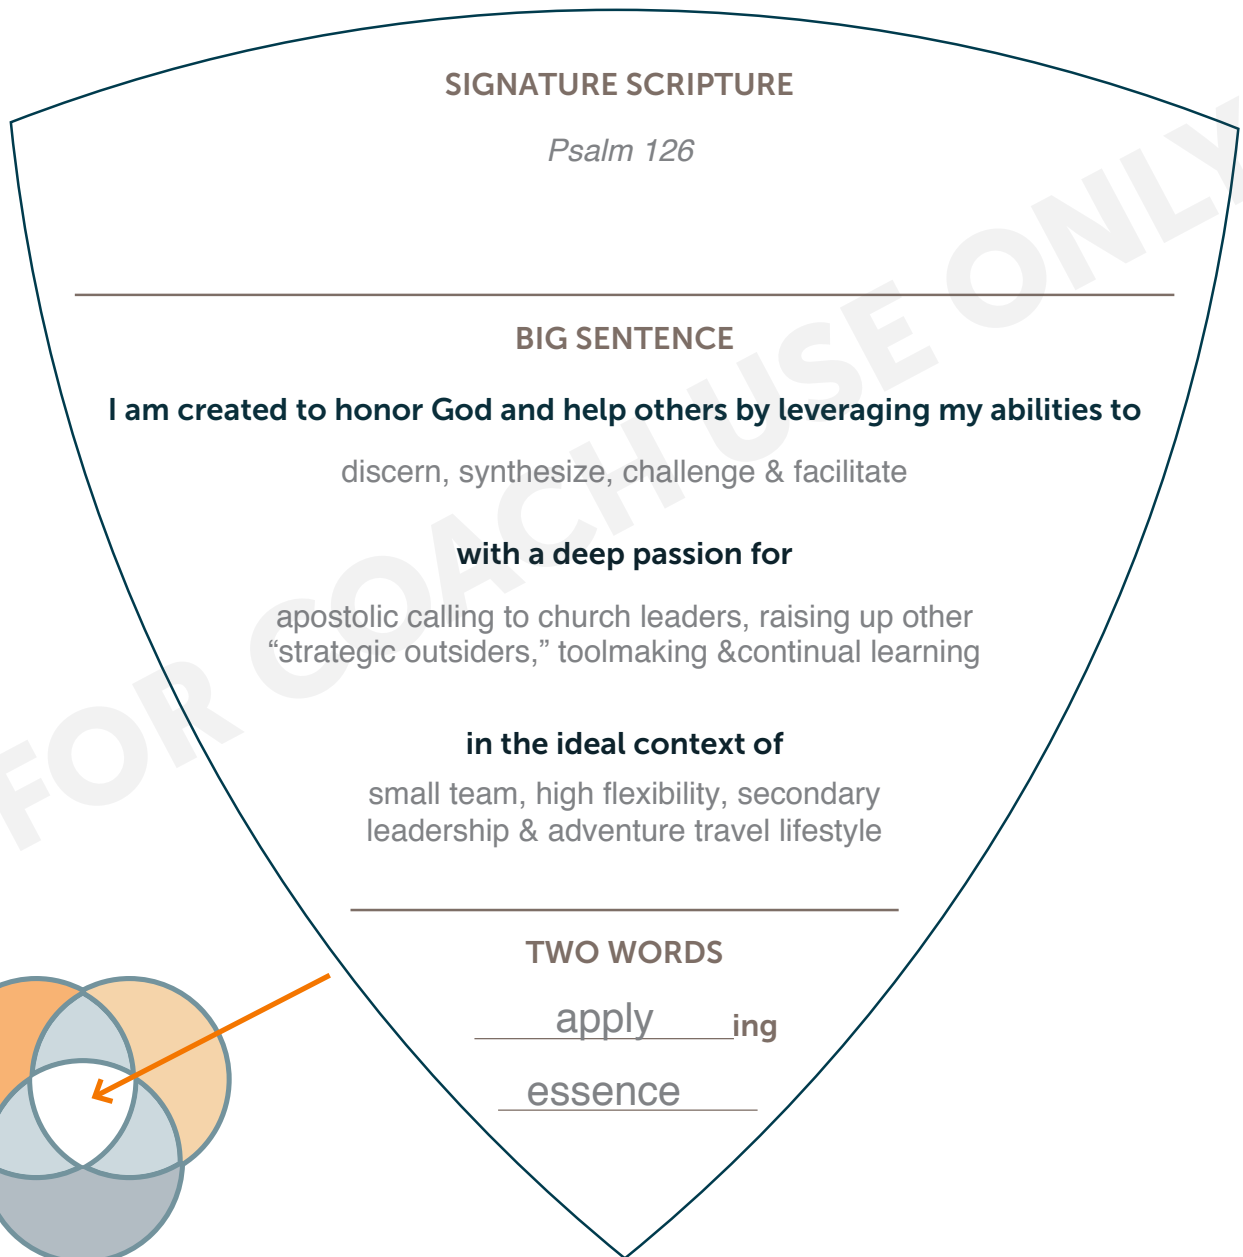 SIGNATURE SCRIPTURE
Psalm 126
BIG SENTENCE
I am created to honor God and help others by leveraging my abilities to
discern, synthesize, challenge & facilitate
with a deep passion for
apostolic calling to church leaders, raising up other
“strategic outsiders,” toolmaking &continual learning
in the ideal context of
small team, high flexibility, secondary
leadership & adventure travel lifestyle
TWO WORDS
apply ing
essence
FOR COACH USE ONLY